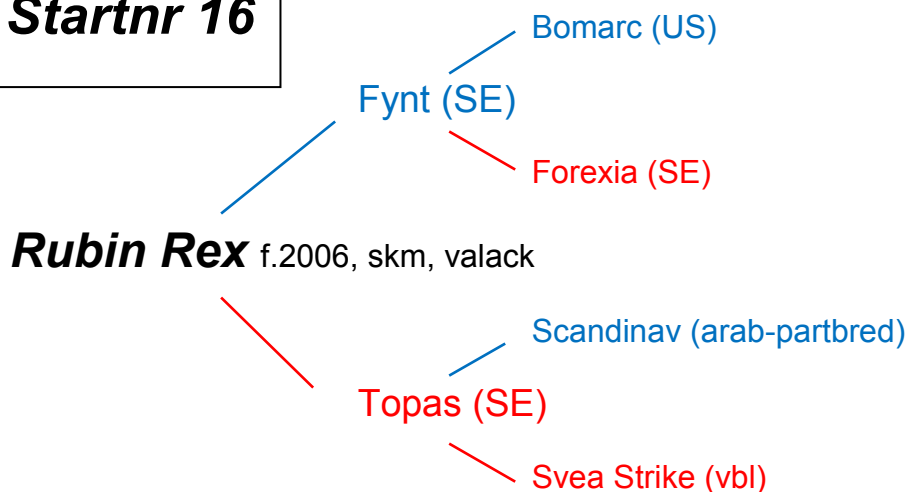 Startnr 16
Bomarc (US)
Fynt (SE)
Forexia (SE)
Rubin Rex f.2006, skm, valack
Scandinav (arab-partbred)
Topas (SE)
Svea Strike (vbl)